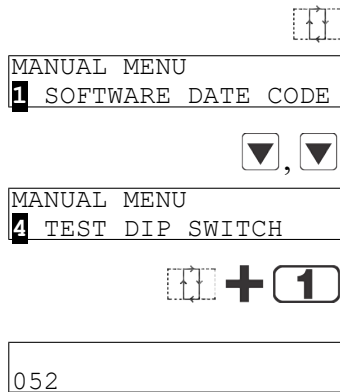 MANUAL MENU
1 SOFTWARE DATE CODE
▼, ▼
MANUAL MENU
4 TEST DIP SWITCH
+ 1
052